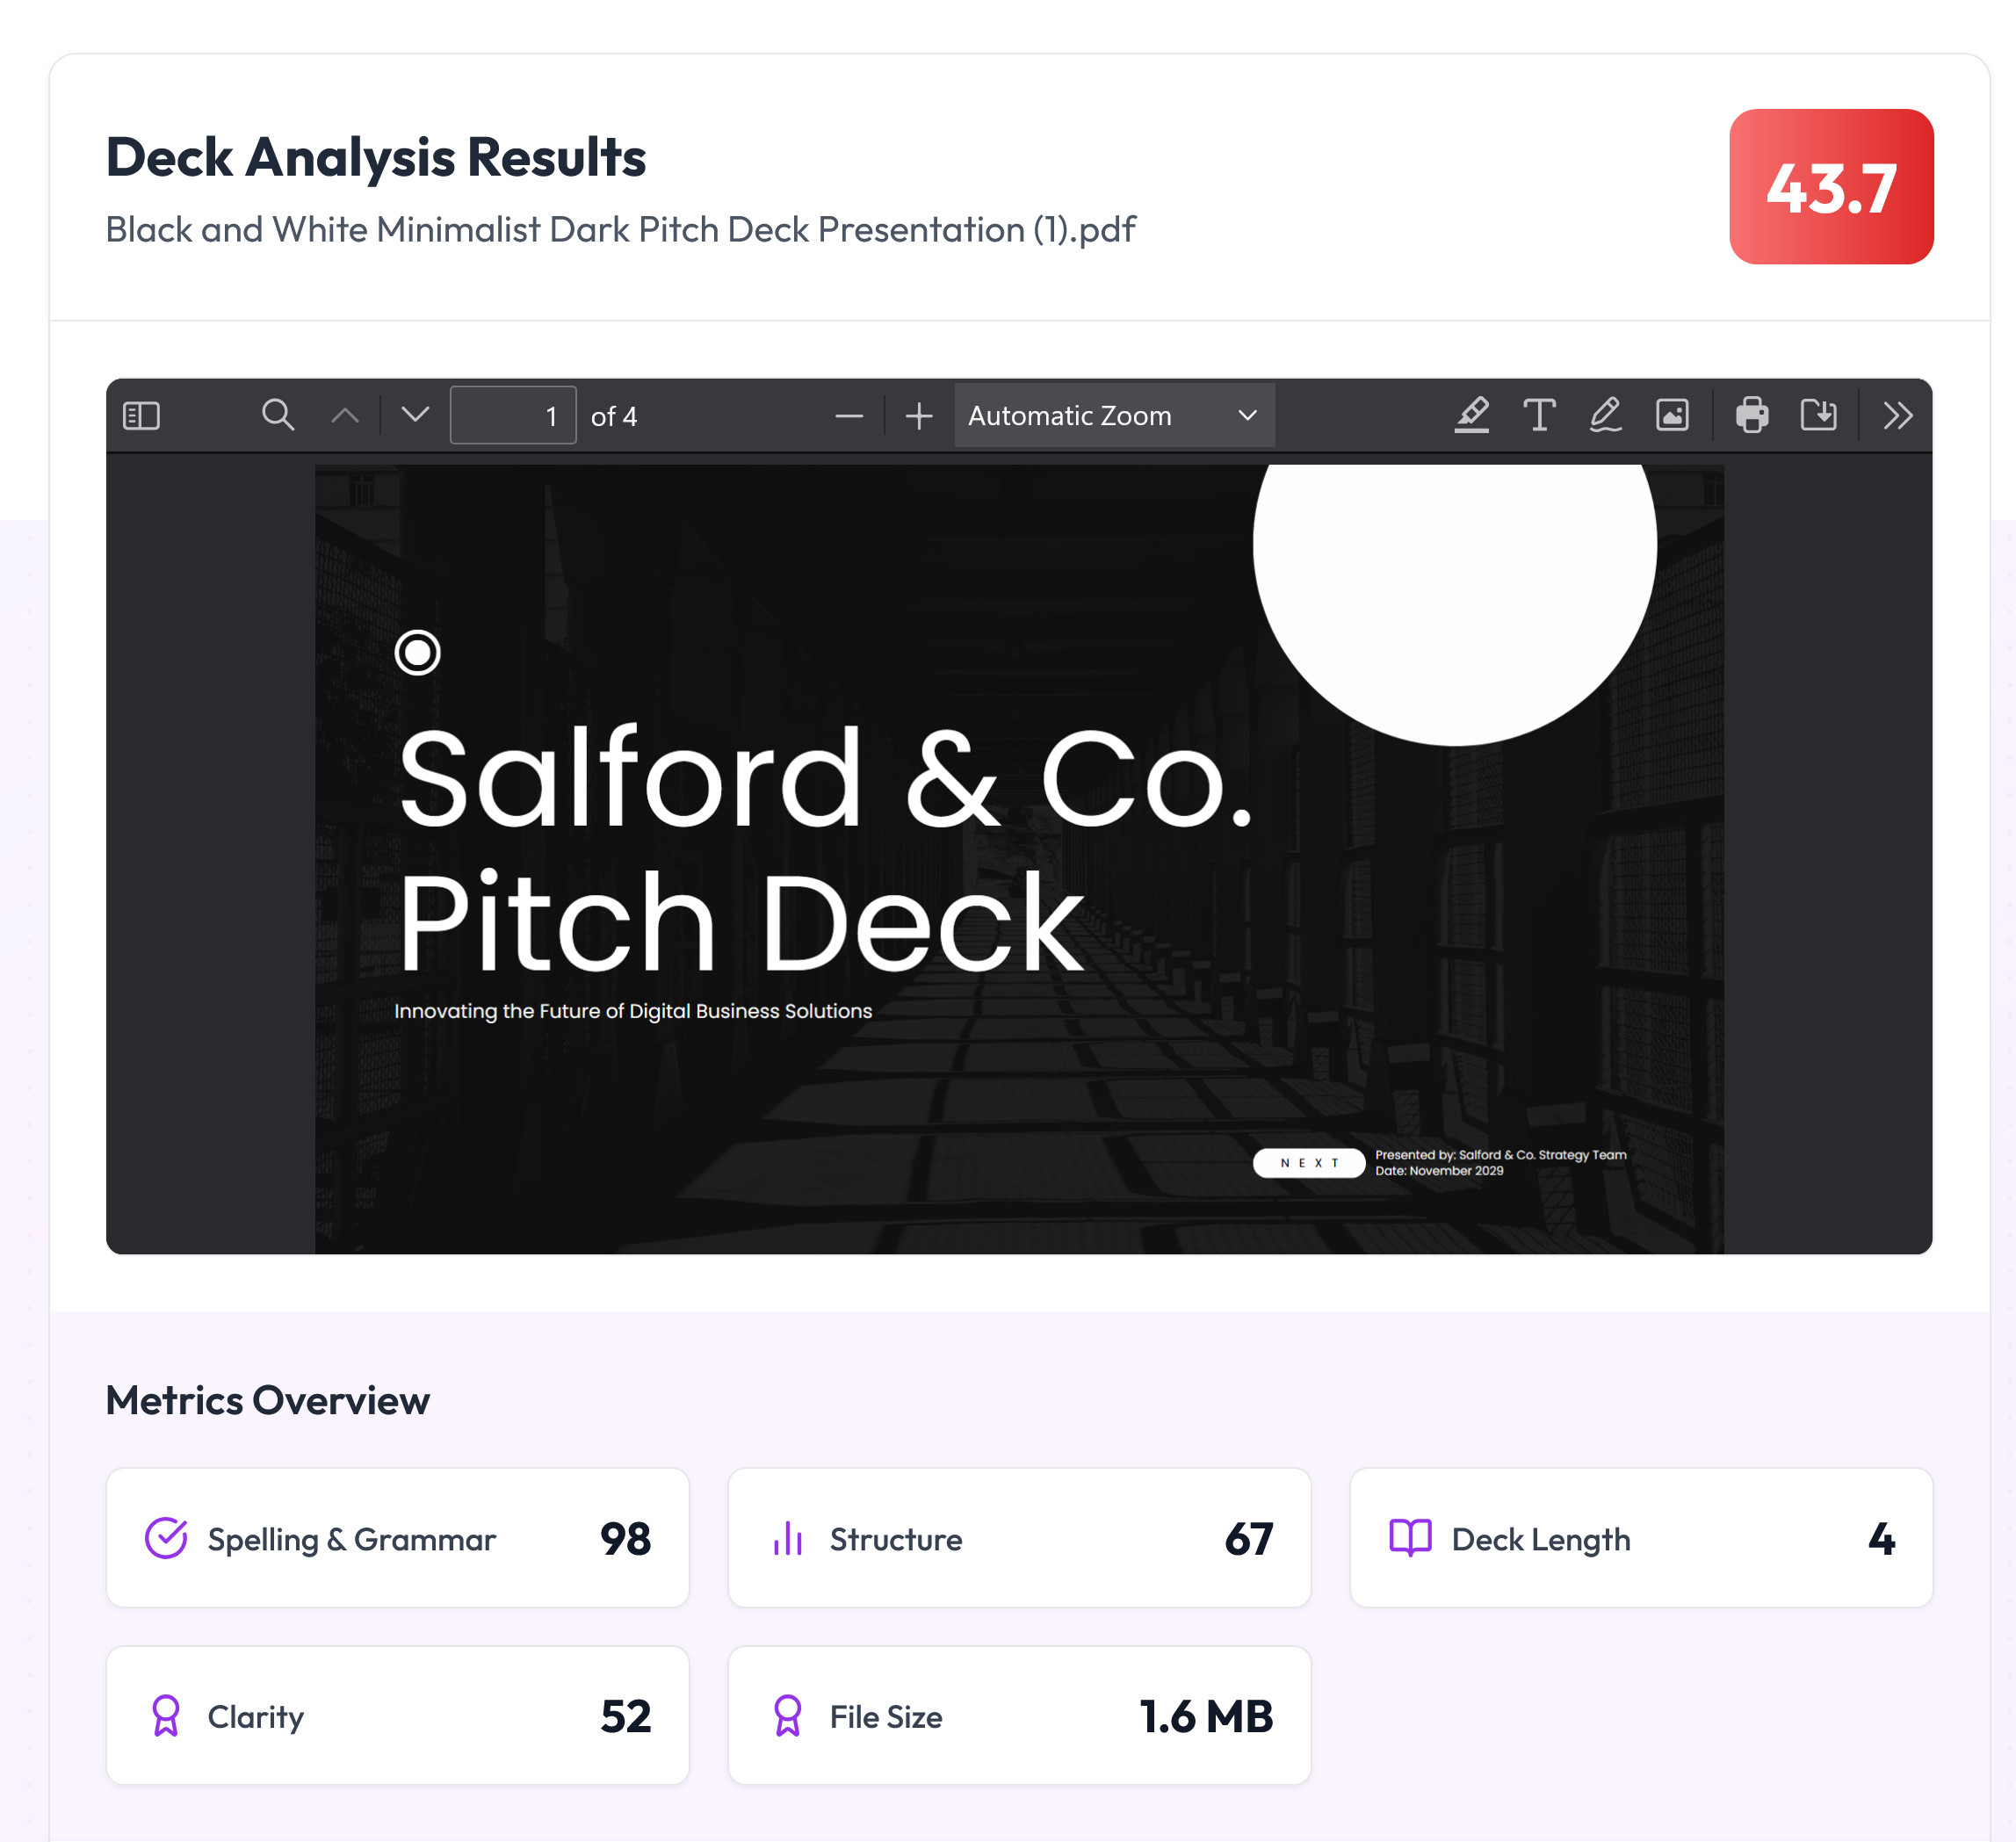 Deck Analysis Results
Black and White Minimalist Dark Pitch Deck Presentation (1).pdf
43.7
1 of 4
Automatic Zoom
Salford & Co.
Pitch Deck
Innovating the Future of Digital Business Solutions
NEXT
Presented by: Salford & Co. Strategy Team
Date: November 2029
Metrics Overview
Spelling & Grammar 98
Structure 67
Deck Length 4
Clarity 52
File Size 1.6 MB